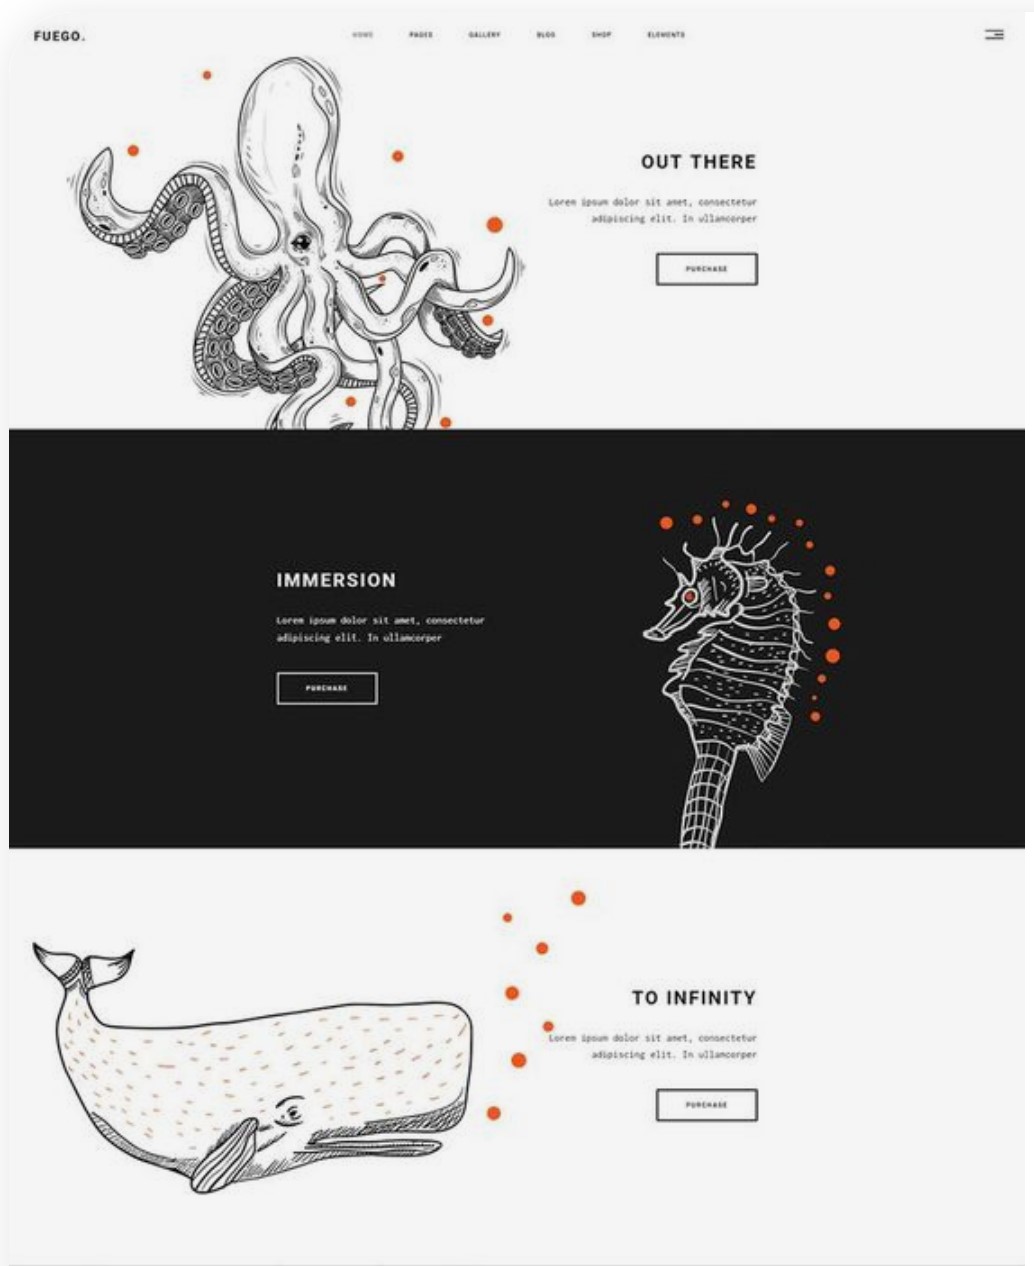 FUEGO.
HOME PAGES GALLERY BLOG SHOP ELEMENTS
OUT THERE
Lorem ipsum dolor sit amet, consectetur
adipiscing elit. In ullamcorper
PURCHASE
IMMERSION
Lorem ipsum dolor sit amet, consectetur
adipiscing elit. In ullamcorper
PURCHASE
TO INFINITY
Lorem ipsum dolor sit amet, consectetur
adipiscing elit. In ullamcorper
PURCHASE